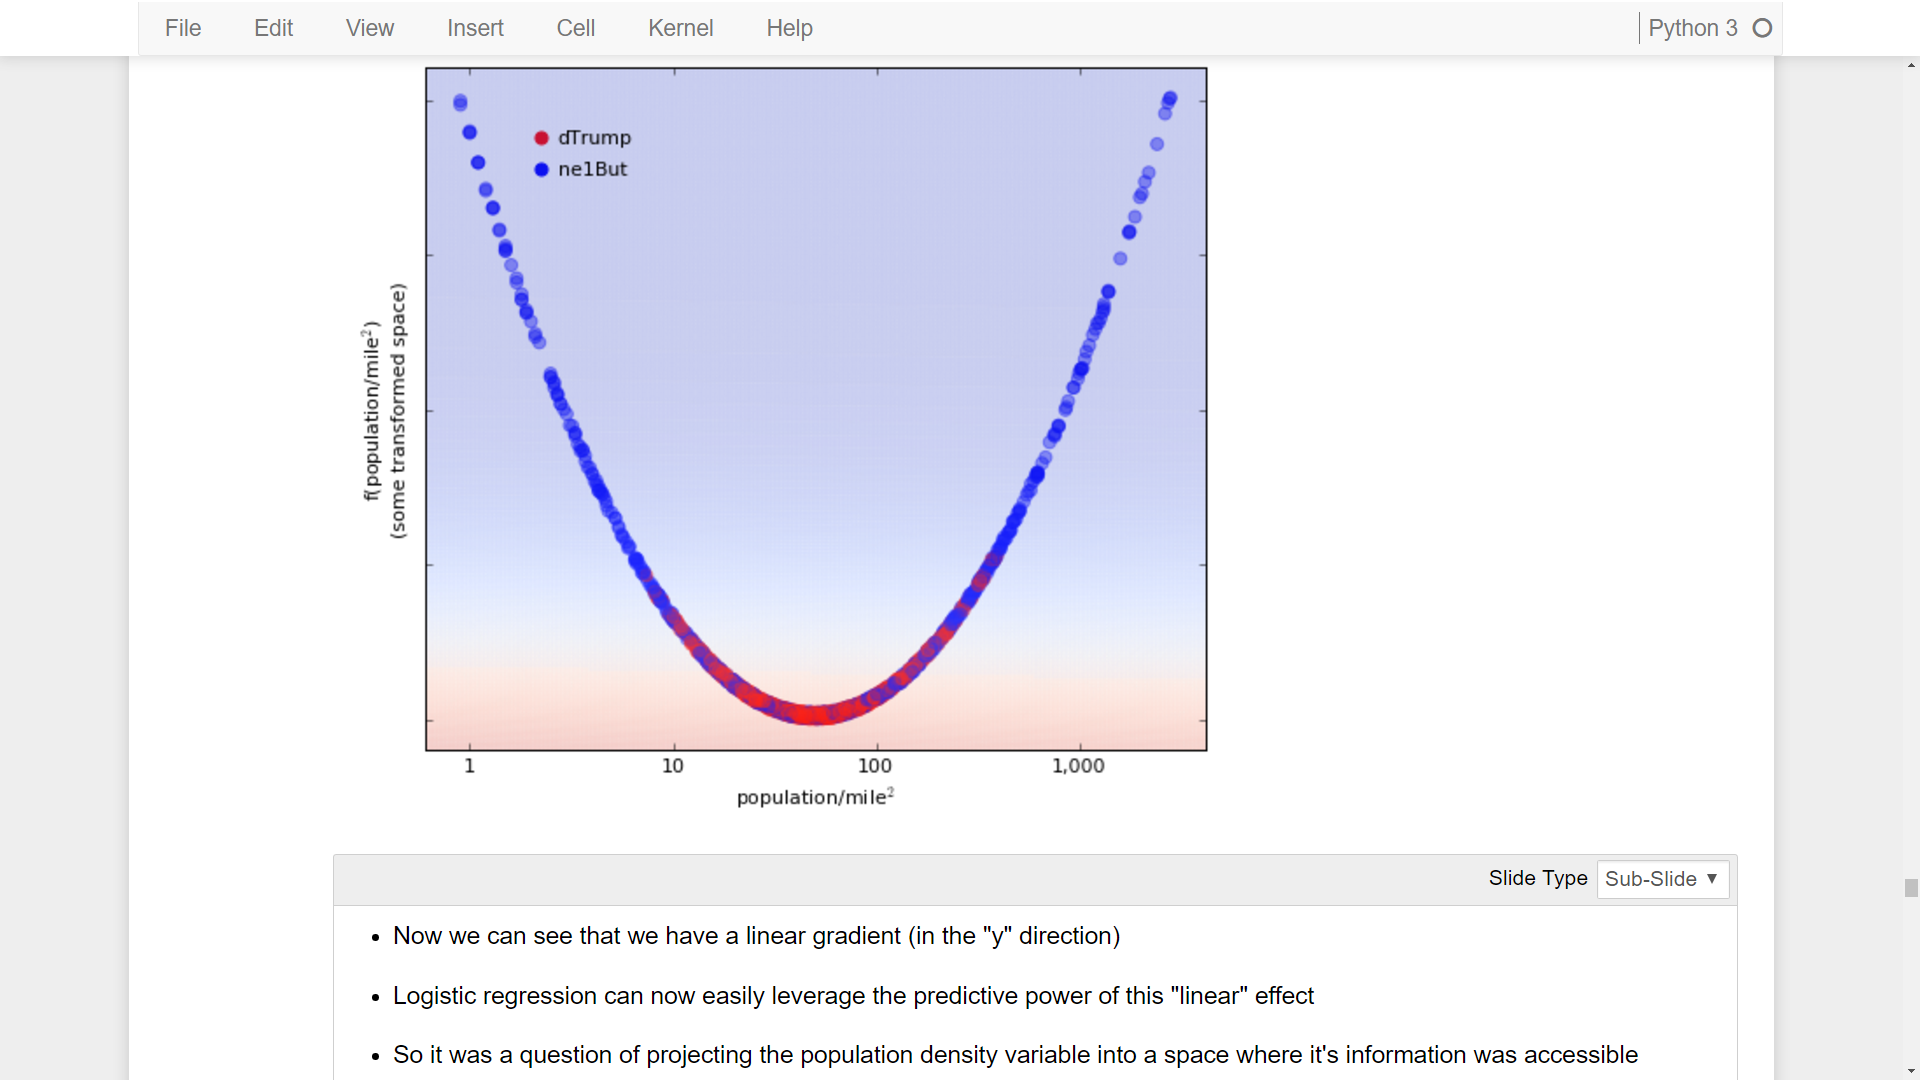 File Edit View Insert Cell Kernel Help Python 3
dTrump
ne1But
f(population/mile²)
(some transformed space)
1 10 100 1,000
population/mile²
Slide Type Sub-Slide
Now we can see that we have a linear gradient (in the "y" direction)
Logistic regression can now easily leverage the predictive power of this "linear" effect
So it was a question of projecting the population density variable into a space where it's information was accessible